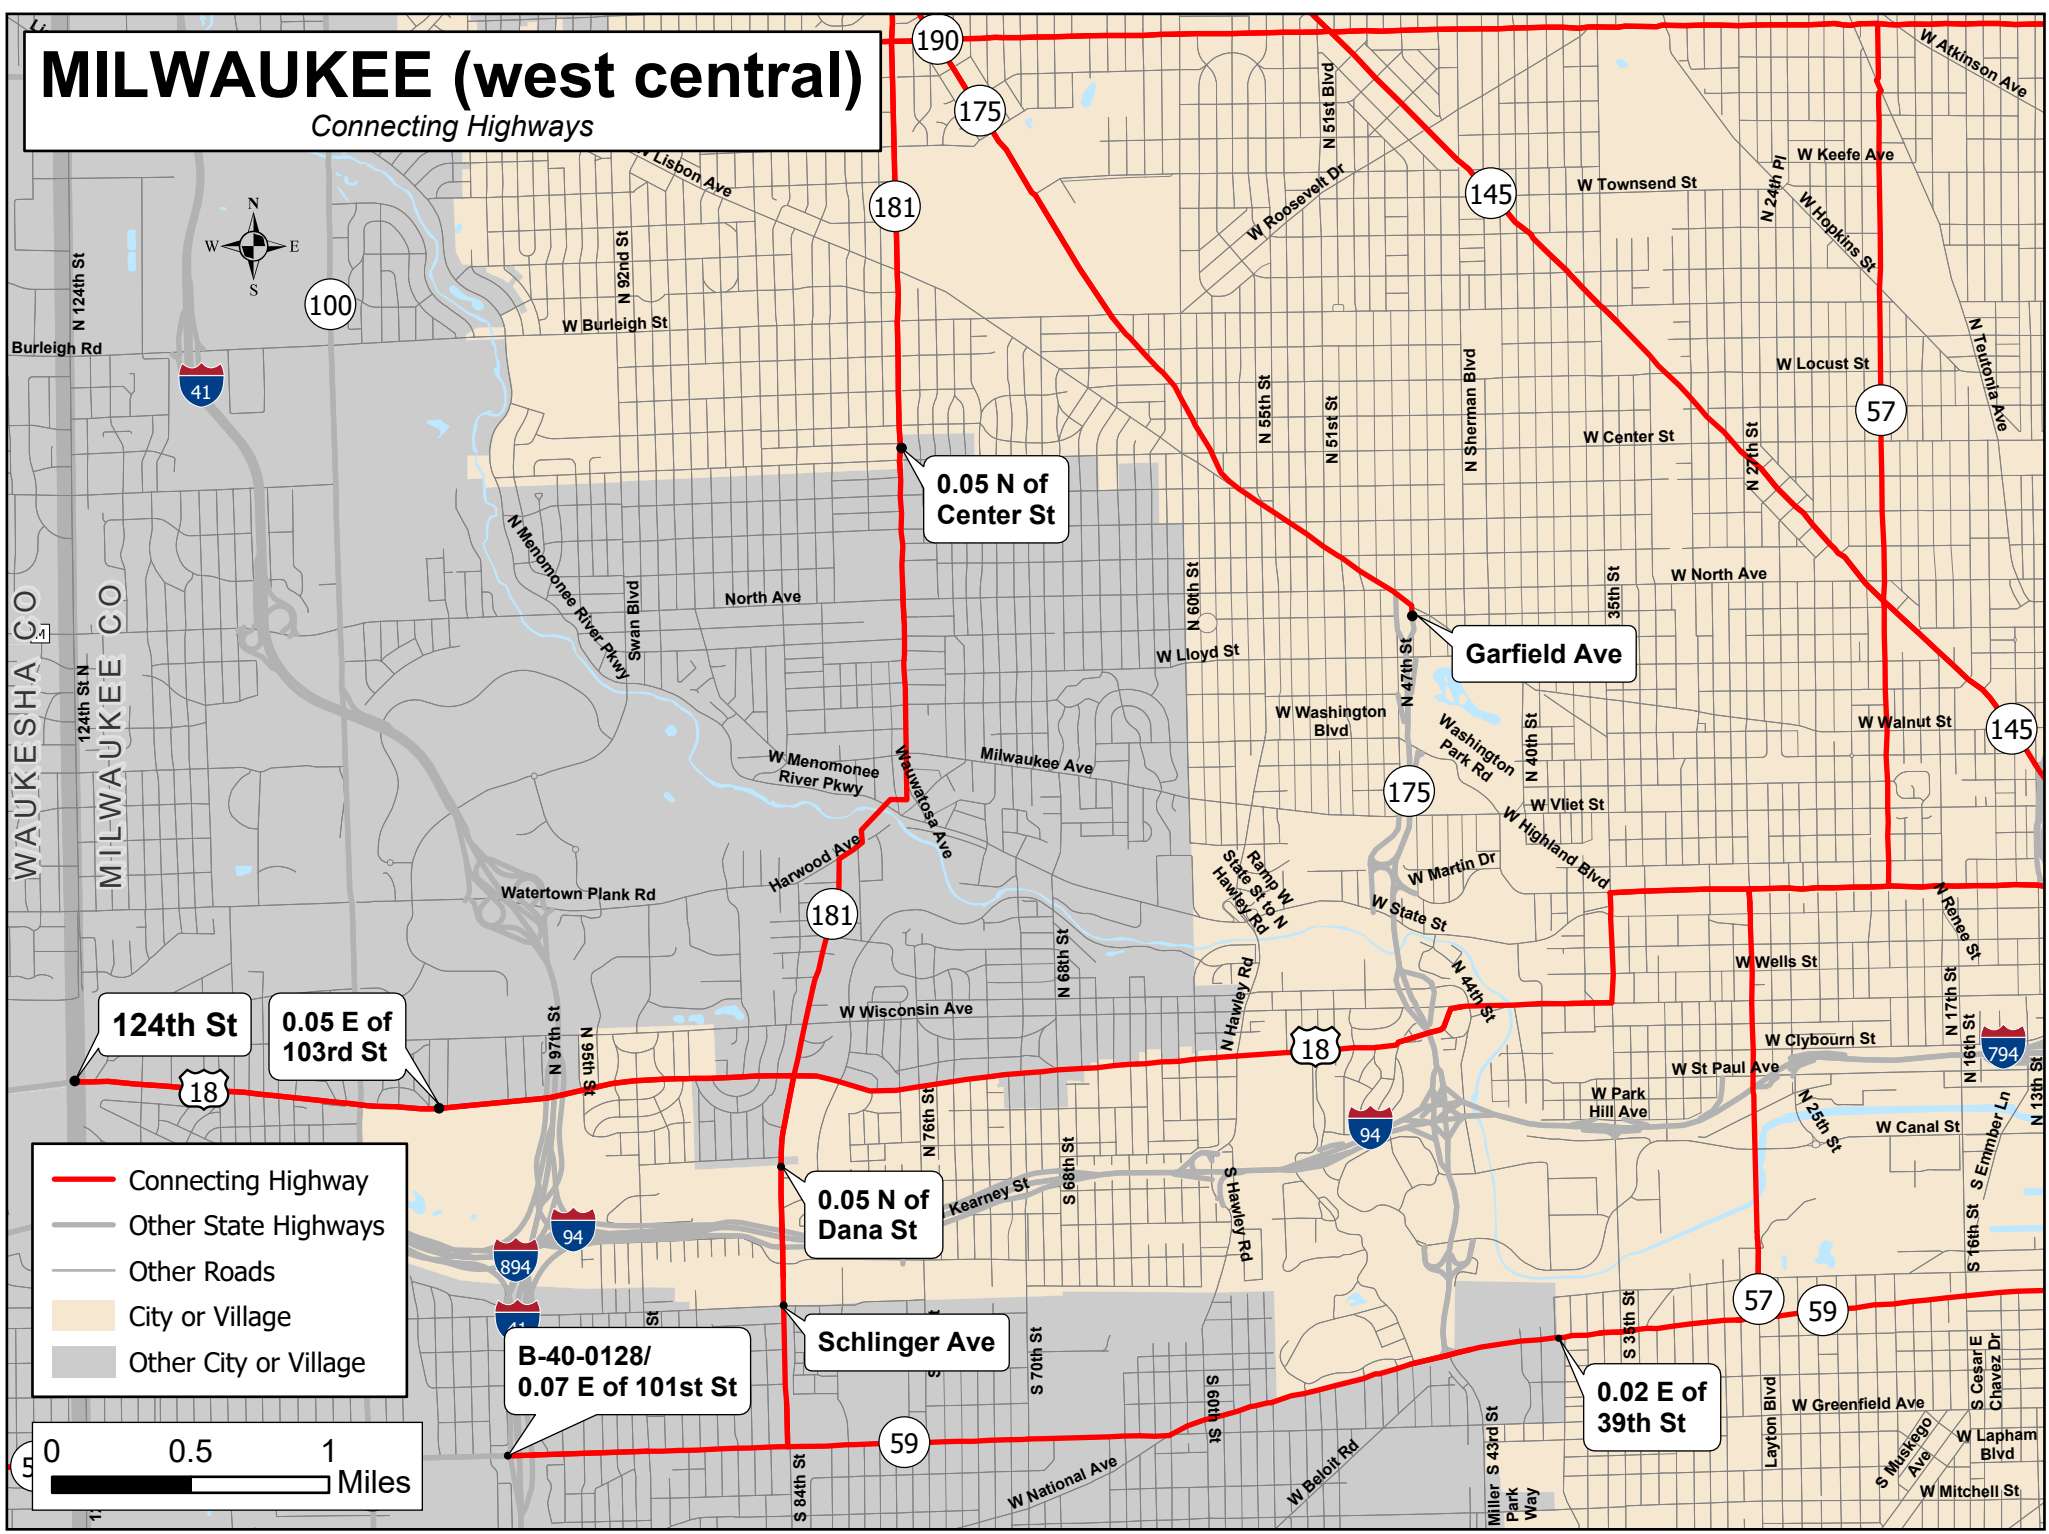 MILWAUKEE (west central)
Connecting Highways
190
175
181
145
100
41
57
N
W
E
S
W Lisbon Ave
N 51st Blvd
W Roosevelt Dr
W Townsend St
N 24th Pl
W Keefe Ave
W Hopkins St
W Atkinson Ave
N 124th St
N 92nd St
W Burleigh St
Burleigh Rd
N 55th St
N 51st St
N Sherman Blvd
W Locust St
N Teutonia Ave
W Center St
N 27th St
0.05 N of
Center St
N Menomonee River Pkwy
Swan Blvd
North Ave
N 60th St
W Lloyd St
35th St
W North Ave
Garfield Ave
N 47th St
WAUKESHA CO
MILWAUKEE CO
M
124th St N
W Washington
Blvd
Washington
Park Rd
N 40th St
W Walnut St
145
W Menomonee
River Pkwy
Wauwatosa Ave
Milwaukee Ave
175
W Vliet St
W Highland Blvd
Harwood Ave
Watertown Plank Rd
181
Ramp W
State St to N
Hawley Rd
W Martin Dr
W State St
N Renee St
N 68th St
N Hawley Rd
N 44th St
W Wells St
N 17th St
N 16th St
W Wisconsin Ave
124th St
0.05 E of
103rd St
N 97th St
N 95th St
18
18
W Clybourn St
794
W St Paul Ave
N 13th St
W Park
Hill Ave
N 25th St
W Canal St
S Emmber Ln
94
N 76th St
S 68th St
Kearney St
S Hawley Rd
0.05 N of
Dana St
S 16th St
Connecting Highway
Other State Highways
Other Roads
City or Village
Other City or Village
94
894
41
57
59
S 35th St
Schlinger Ave
S 70th St
B-40-0128/
0.07 E of 101st St
0.02 E of
39th St
S Cesar E
Chavez Dr
Layton Blvd
W Greenfield Ave
S 60th St
59
S 84th St
W National Ave
W Beloit Rd
S 43rd St
Miller
Park
Way
S Muskego
Ave
W Lapham
Blvd
W Mitchell St
0
0.5
1
Miles